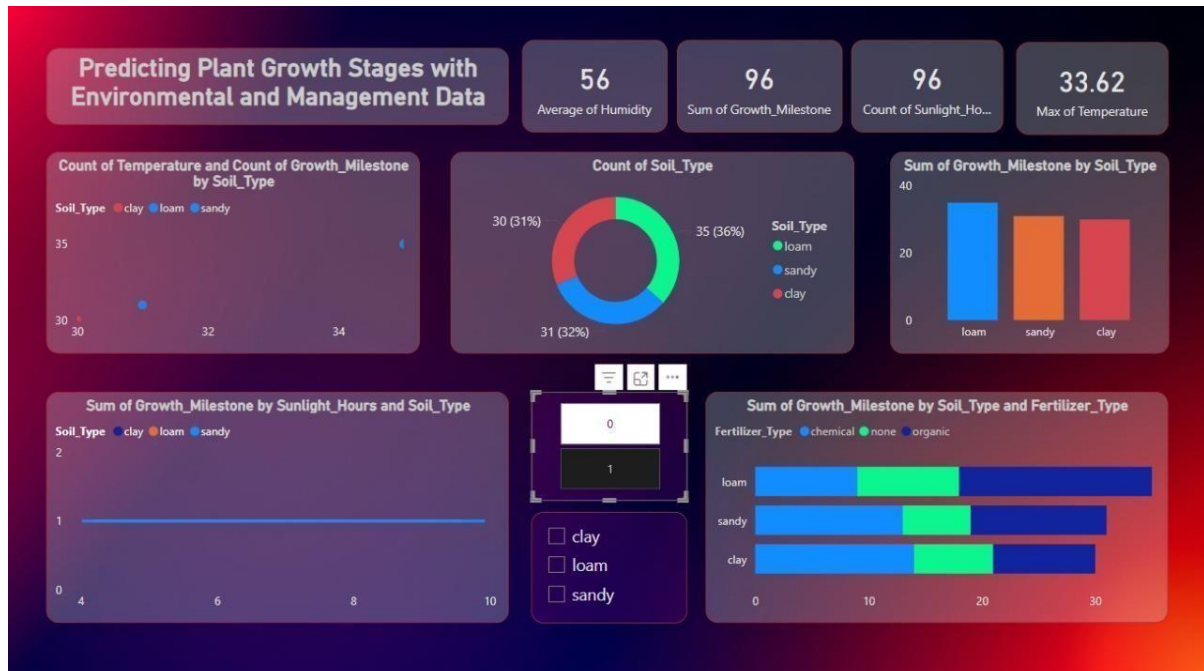 Predicting Plant Growth Stages with
Environmental and Management Data
56
Average of Humidity
96
Sum of Growth_Milestone
96
Count of Sunlight_Ho...
33.62
Max of Temperature
Count of Temperature and Count of Growth_Milestone
by Soil_Type
Soil_Type clay loam sandy
35
30
30 32 34
Count of Soil_Type
30 (31%)
35 (36%)
31 (32%)
Soil_Type
loam
sandy
clay
Sum of Growth_Milestone by Soil_Type
40
20
0
loam sandy clay
Sum of Growth_Milestone by Sunlight_Hours and Soil_Type
Soil_Type clay loam sandy
2
1
0
4 6 8 10
0
1
clay
loam
sandy
Sum of Growth_Milestone by Soil_Type and Fertilizer_Type
Fertilizer_Type chemical none organic
loam
sandy
clay
0 10 20 30